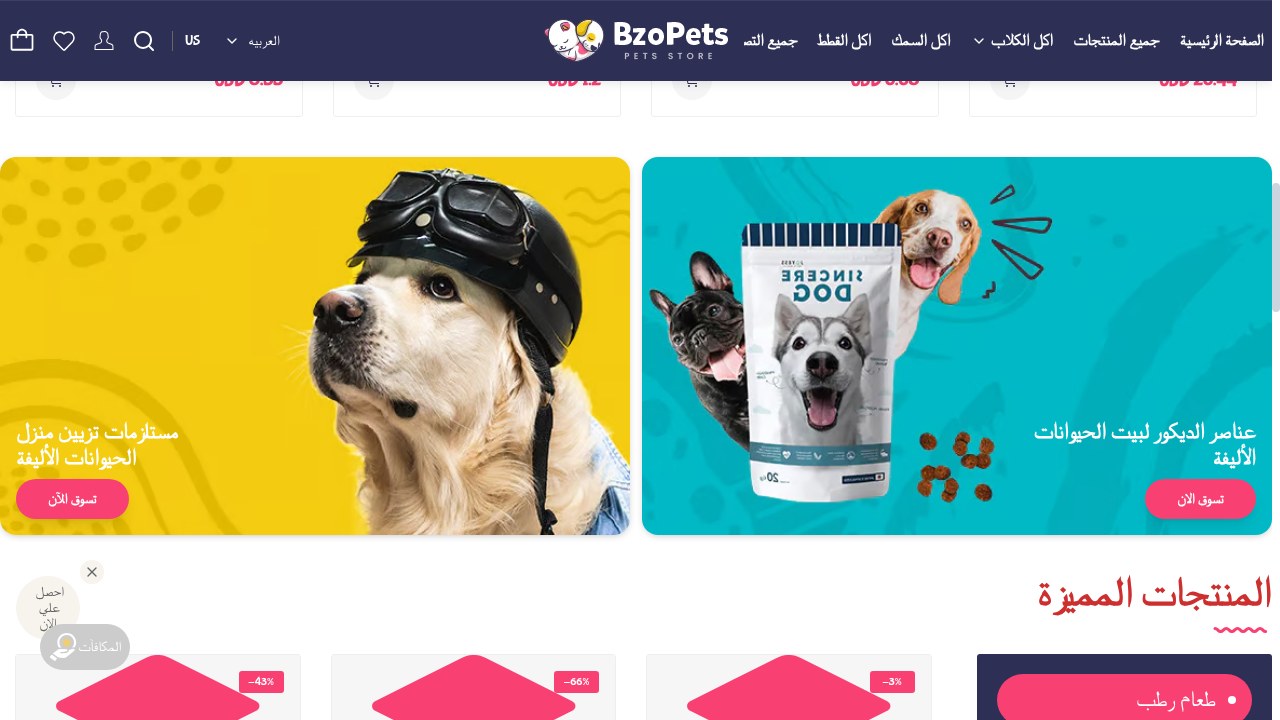 الصفحة الرئيسية
جميع المنتجات
اكل الكلاب
اكل السمك
اكل القطط
جميع التص
BzoPets
PETS STORE
العربيه
US
SINCERE
DOG
20
عناصر الديكور لبيت الحيوانات
الأليفة
تسوق الان
مستلزمات تزيين منزل
الحيوانات الأليفة
تسوق الآن
المنتجات المميزة
احصل
علي
الان
المكافآت
طعام رطب
-3%
-66%
-43%